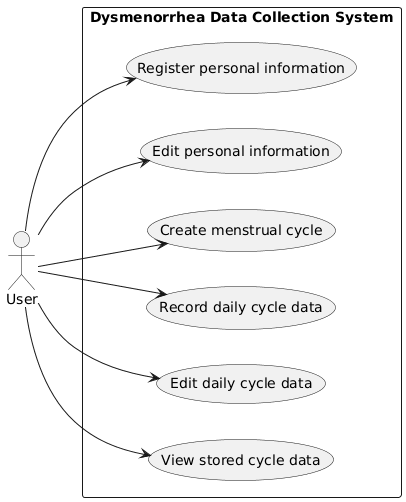 Dysmenorrhea Data Collection System
Register personal information
Edit personal information
Create menstrual cycle
User
Record daily cycle data
Edit daily cycle data
View stored cycle data